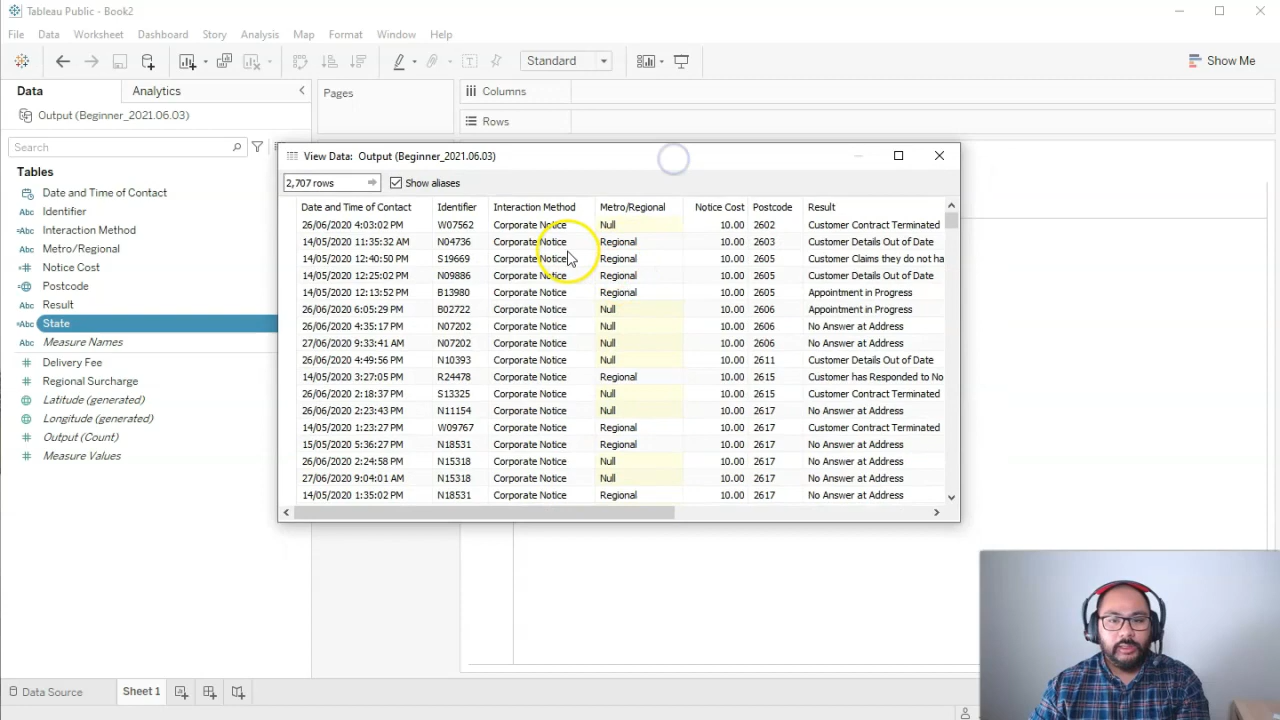 Tableau Public - Book2
File Data Worksheet Dashboard Story Analysis Map Format Window Help
Standard
Show Me
Data Analytics
Pages
Columns
Rows
Output (Beginner_2021.06.03)
Search
Tables
Date and Time of Contact
Abc Identifier
Abc Interaction Method
Abc Metro/Regional
Notice Cost
Postcode
Abc Result
Abc State
Abc Measure Names
Delivery Fee
Regional Surcharge
Latitude (generated)
Longitude (generated)
Output (Count)
Measure Values
View Data: Output (Beginner_2021.06.03)
2,707 rows Show aliases
Date and Time of Contact Identifier Interaction Method Metro/Regional Notice Cost Postcode Result
26/06/2020 4:03:02 PM W07562 Corporate Notice Null 10.00 2602 Customer Contract Terminated
14/05/2020 11:35:32 AM N04736 Corporate Notice Regional 10.00 2603 Customer Details Out of Date
14/05/2020 12:40:50 PM S19669 Corporate Notice Regional 10.00 2605 Customer Claims they do not ha
14/05/2020 12:25:02 PM N09886 Corporate Notice Regional 10.00 2605 Customer Details Out of Date
14/05/2020 12:13:52 PM B13980 Corporate Notice Regional 10.00 2605 Appointment in Progress
26/06/2020 6:05:29 PM B02722 Corporate Notice Null 10.00 2606 Appointment in Progress
26/06/2020 4:35:17 PM N07202 Corporate Notice Null 10.00 2606 No Answer at Address
27/06/2020 9:33:41 AM N07202 Corporate Notice Null 10.00 2606 No Answer at Address
26/06/2020 4:49:56 PM N10393 Corporate Notice Null 10.00 2611 Customer Details Out of Date
14/05/2020 3:27:05 PM R24478 Corporate Notice Regional 10.00 2615 Customer has Responded to No
26/06/2020 2:18:37 PM S13325 Corporate Notice Null 10.00 2615 Customer Contract Terminated
26/06/2020 2:23:43 PM N11154 Corporate Notice Null 10.00 2617 No Answer at Address
14/05/2020 1:23:27 PM W09767 Corporate Notice Regional 10.00 2617 Customer Contract Terminated
15/05/2020 5:36:27 PM N18531 Corporate Notice Regional 10.00 2617 No Answer at Address
26/06/2020 2:24:58 PM N15318 Corporate Notice Null 10.00 2617 No Answer at Address
27/06/2020 9:04:01 AM N15318 Corporate Notice Null 10.00 2617 No Answer at Address
14/05/2020 1:35:02 PM N18531 Corporate Notice Regional 10.00 2617 No Answer at Address
Data Source Sheet 1